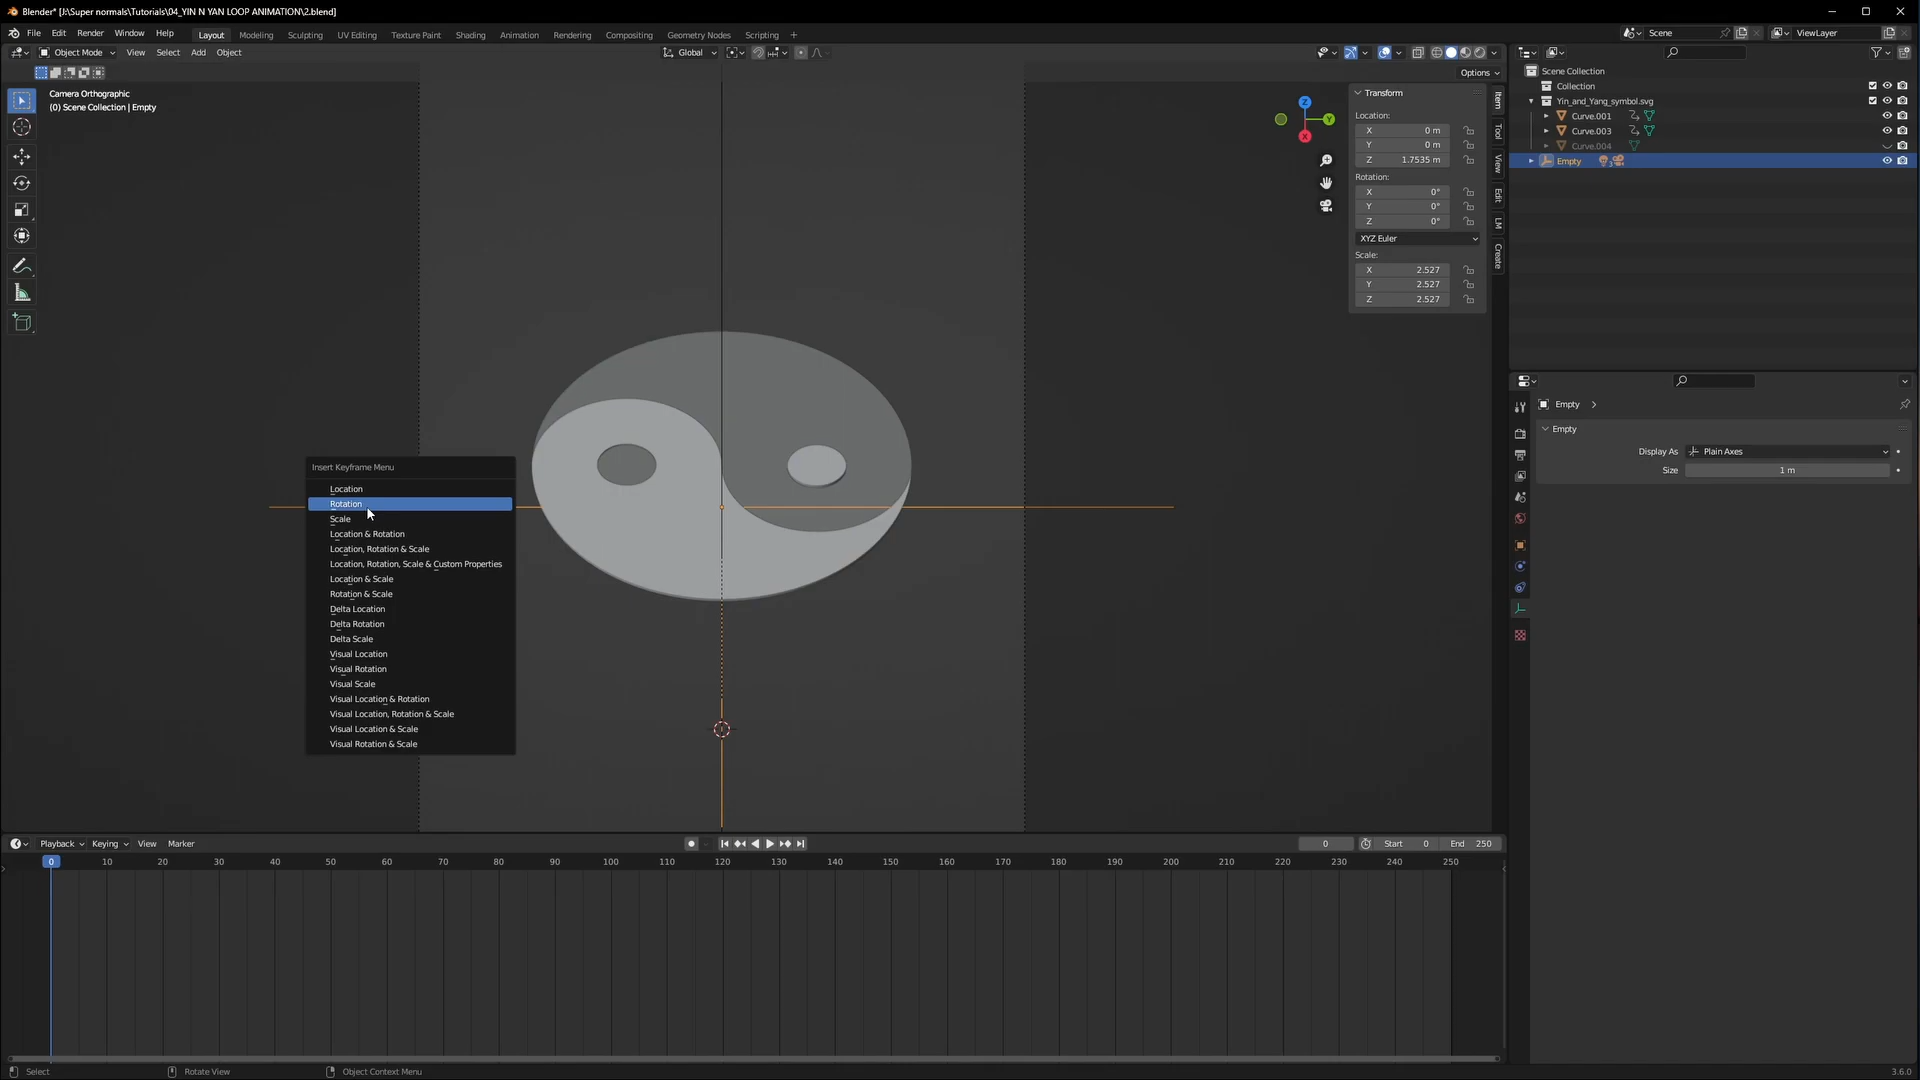 Blender* [J:\Super normals\Tutorials\04_YIN N YAN LOOP ANIMATION\2.blend]
File Edit Render Window Help Layout Modeling Sculpting UV Editing Texture Paint Shading Animation Rendering Compositing Geometry Nodes Scripting + Scene ViewLayer
Object Mode View Select Add Object Global
Options
Camera Orthographic
(0) Scene Collection | Empty
Z
Y
X
Transform
Location:
X 0 m
Y 0 m
Z 1.7535 m
Rotation:
X 0°
Y 0°
Z 0°
XYZ Euler
Scale:
X 2.527
Y 2.527
Z 2.527
Item
Tool
View
Edit
LM
Create
Scene Collection
Collection
Yin_and_Yang_symbol.svg
Curve.001
Curve.003
Curve.004
Empty
Empty
Empty
Display As Plain Axes
Size 1 m
Insert Keyframe Menu
Location
Rotation
Scale
Location & Rotation
Location, Rotation & Scale
Location, Rotation, Scale & Custom Properties
Location & Scale
Rotation & Scale
Delta Location
Delta Rotation
Delta Scale
Visual Location
Visual Rotation
Visual Scale
Visual Location & Rotation
Visual Location, Rotation & Scale
Visual Location & Scale
Visual Rotation & Scale
Playback Keying View Marker 0 Start 0 End 250
0 10 20 30 40 50 60 70 80 90 100 110 120 130 140 150 160 170 180 190 200 210 220 230 240 250
Select Rotate View Object Context Menu 3.6.0